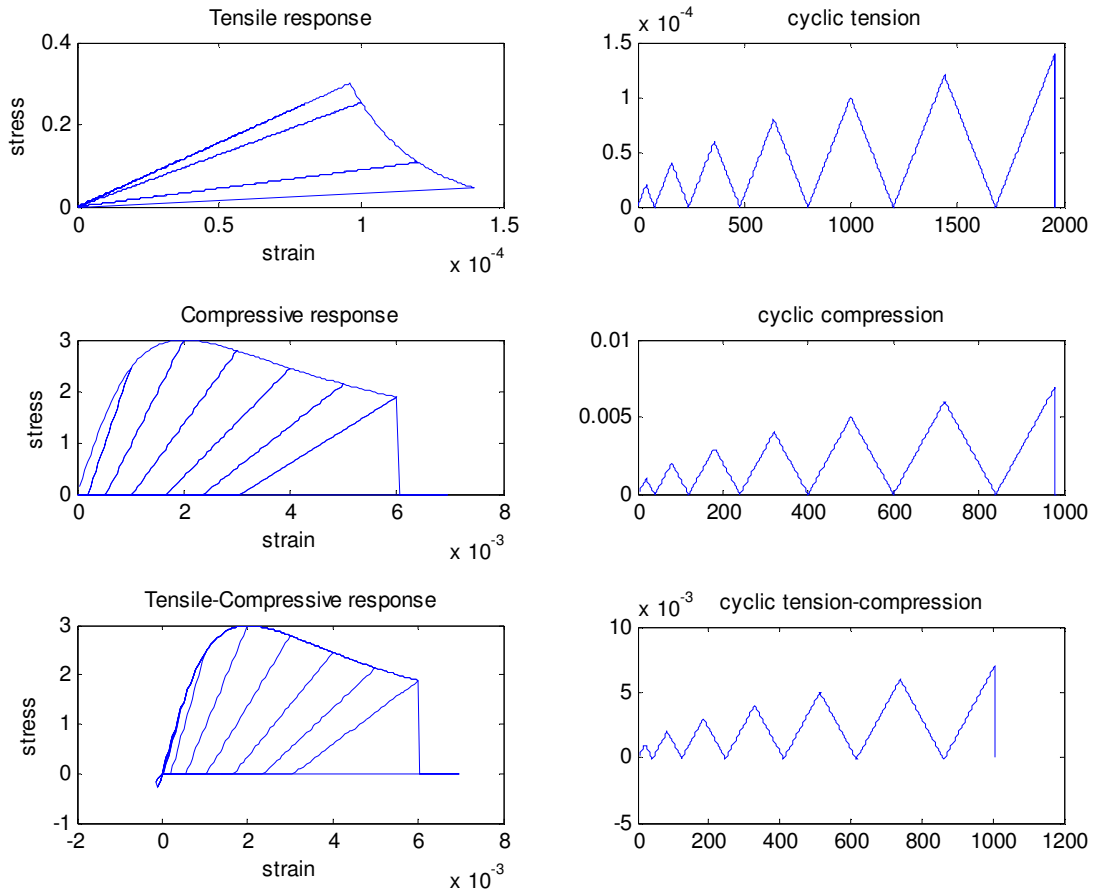 Tensile response
0.4
0.2
0
stress
0 0.5 1 1.5
strain
x 10^-4
cyclic tension
x 10^-4
1.5
1
0.5
0
0 500 1000 1500 2000
Compressive response
3
2
1
0
stress
0 2 4 6 8
strain
x 10^-3
cyclic compression
0.01
0.005
0
0 200 400 600 800 1000
Tensile-Compressive response
3
2
1
0
-1
stress
-2 0 2 4 6 8
strain
x 10^-3
cyclic tension-compression
x 10^-3
10
5
0
-5
0 200 400 600 800 1000 1200